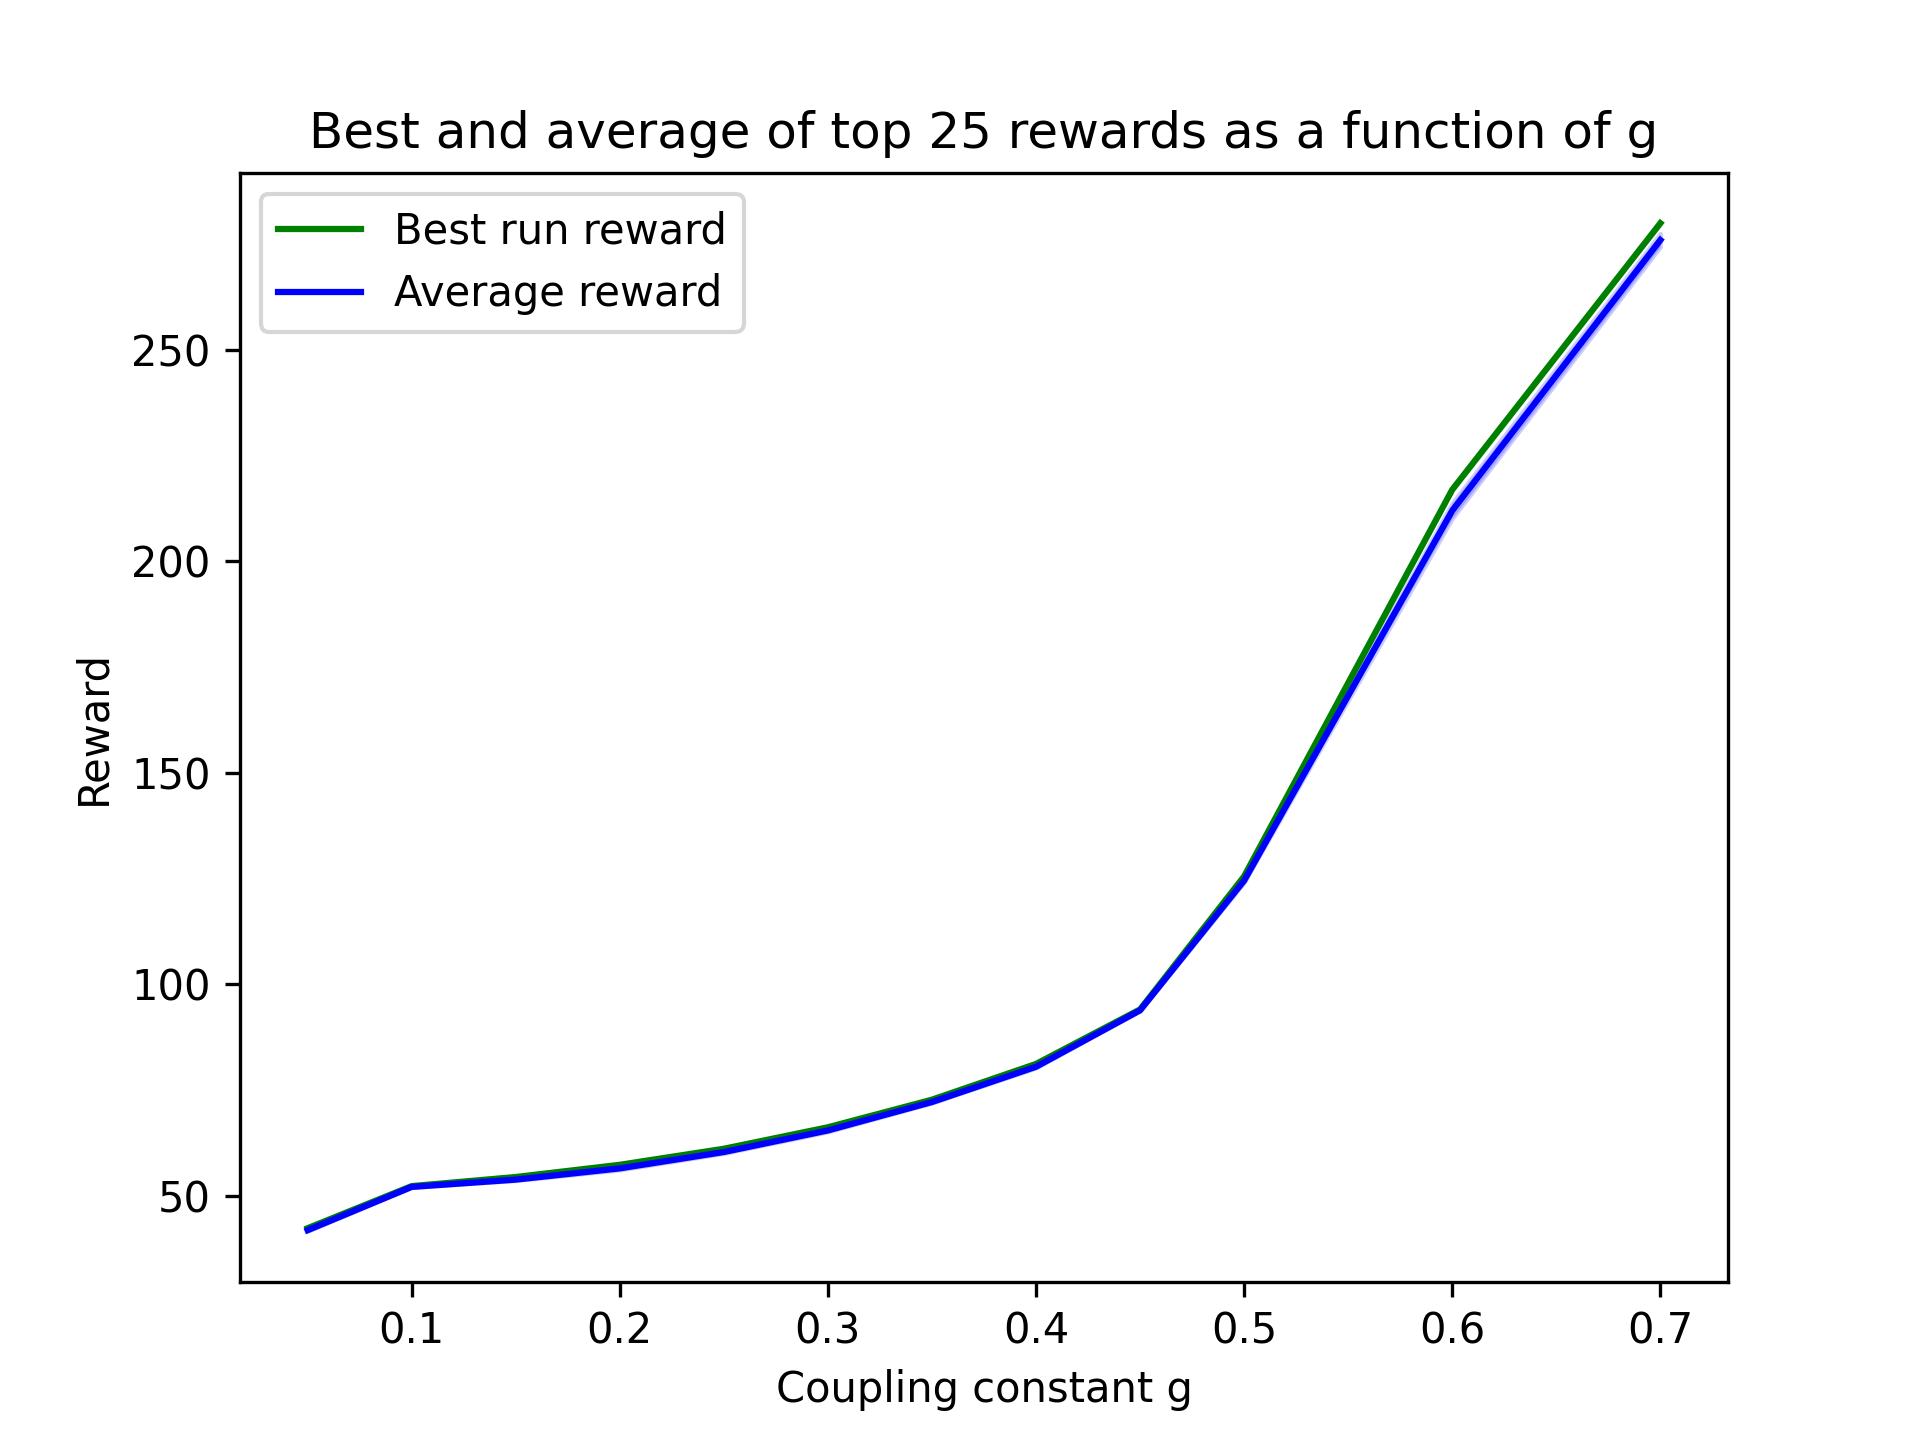 Best and average of top 25 rewards as a function of g
Best run reward
Average reward
250
200
150
100
50
Reward
0.1 0.2 0.3 0.4 0.5 0.6 0.7
Coupling constant g